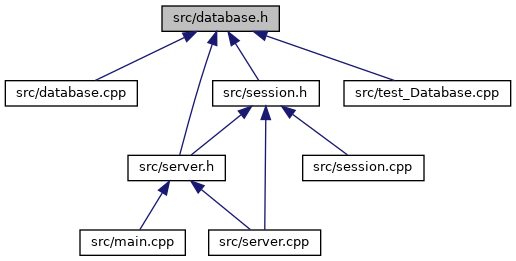 src/database.h
src/database.cpp
src/session.h
src/test_Database.cpp
src/server.h
src/session.cpp
src/main.cpp
src/server.cpp